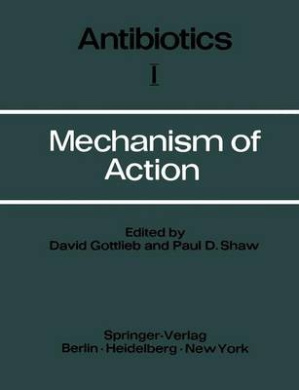 Antibiotics
I
Mechanism of
Action
Edited by
David Gottlieb and Paul D. Shaw
Springer-Verlag
Berlin · Heidelberg · New York